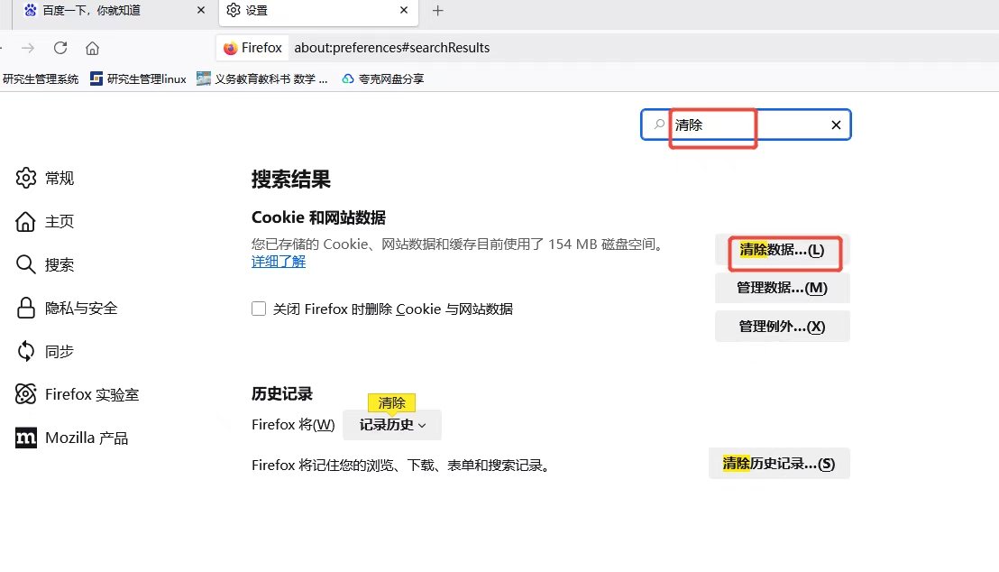 百度一下，你就知道
设置
Firefox about:preferences#searchResults
研究生管理系统 研究生管理linux 义务教育教科书 数学 ... 夸克网盘分享
清除
常规
主页
搜索
隐私与安全
同步
Firefox 实验室
m Mozilla 产品
搜索结果
Cookie 和网站数据
您已存储的 Cookie、网站数据和缓存目前使用了 154 MB 磁盘空间。
详细了解
清除数据...(L)
管理数据...(M)
管理例外...(X)
关闭 Firefox 时删除 Cookie 与网站数据
历史记录
清除
Firefox 将(W) 记录历史
Firefox 将记住您的浏览、下载、表单和搜索记录。
清除历史记录...(S)